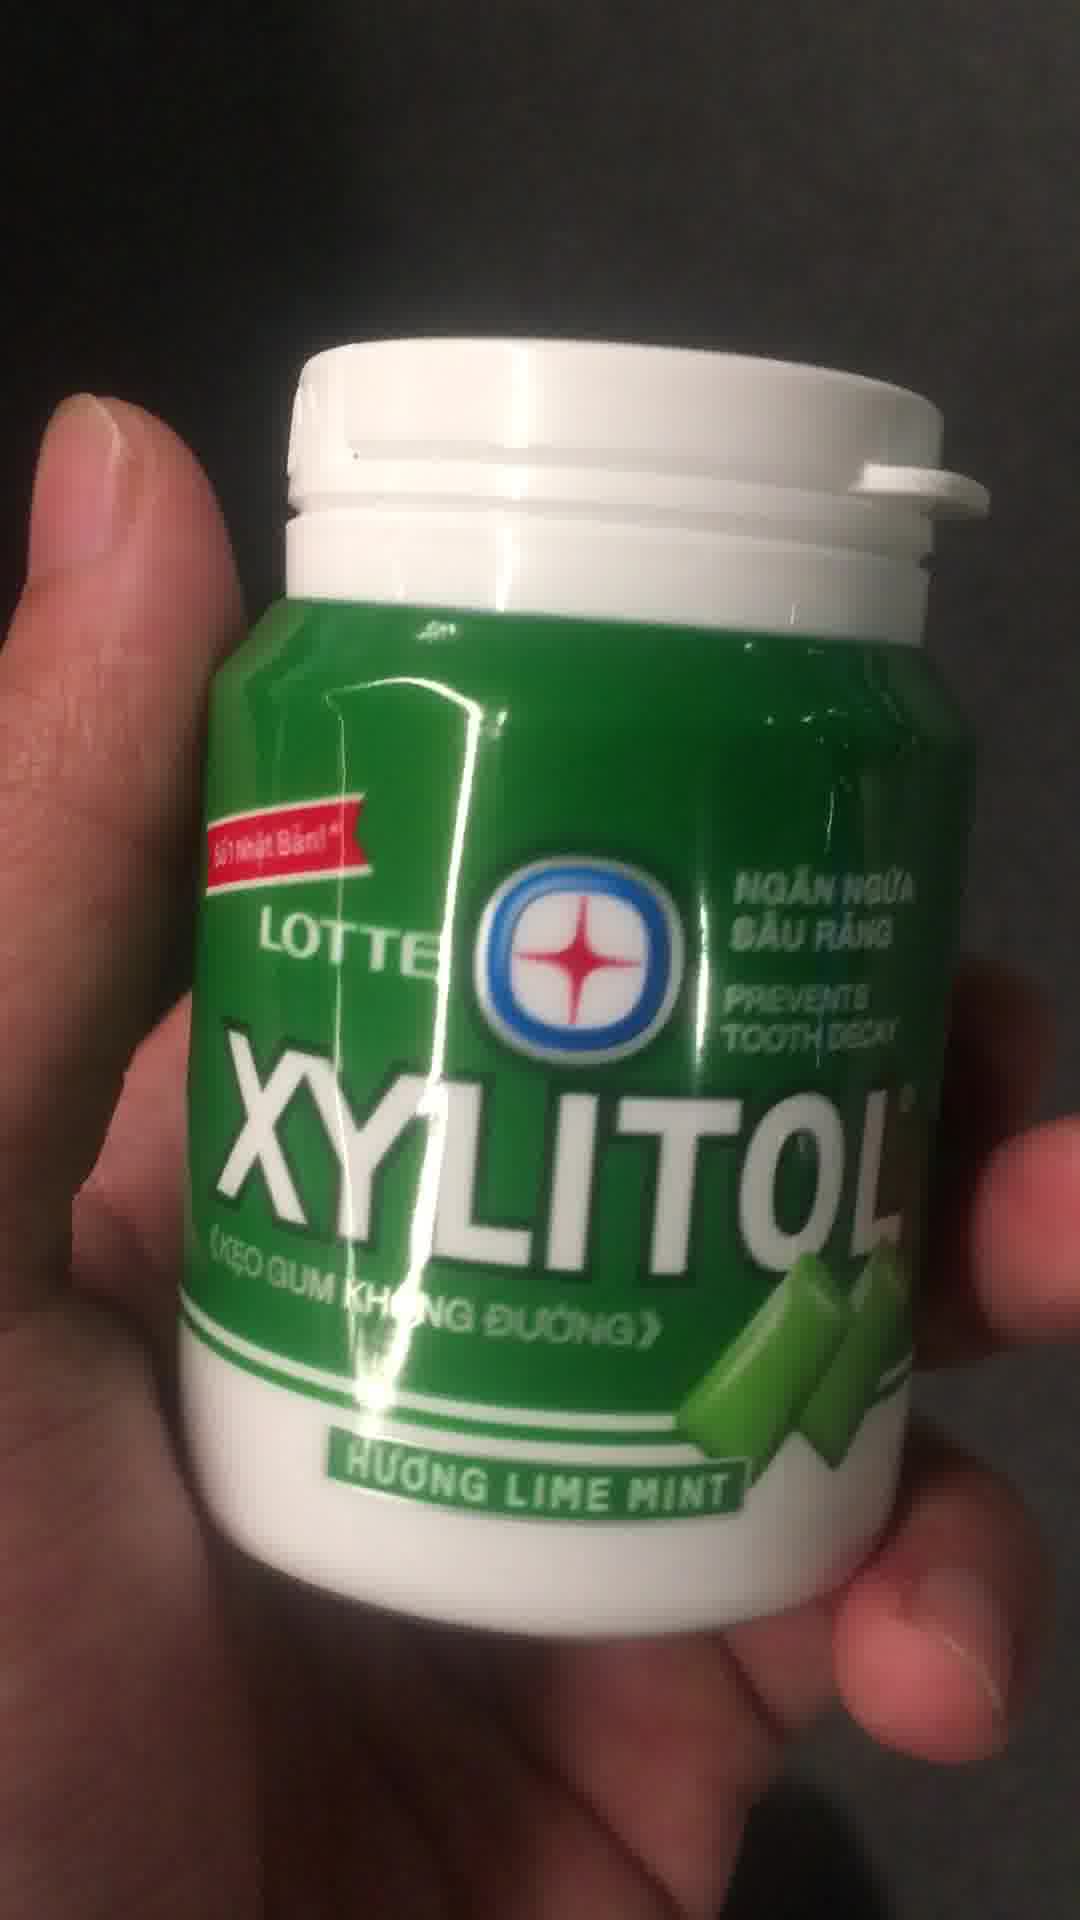 Số 1 Nhật Bản! *
LOTTE
NGĂN NGỪA
SÂU RĂNG
PREVENTS
TOOTH DECAY
XYLITOL®
《KẸO GUM KHÔNG ĐƯỜNG》
HƯƠNG LIME MINT